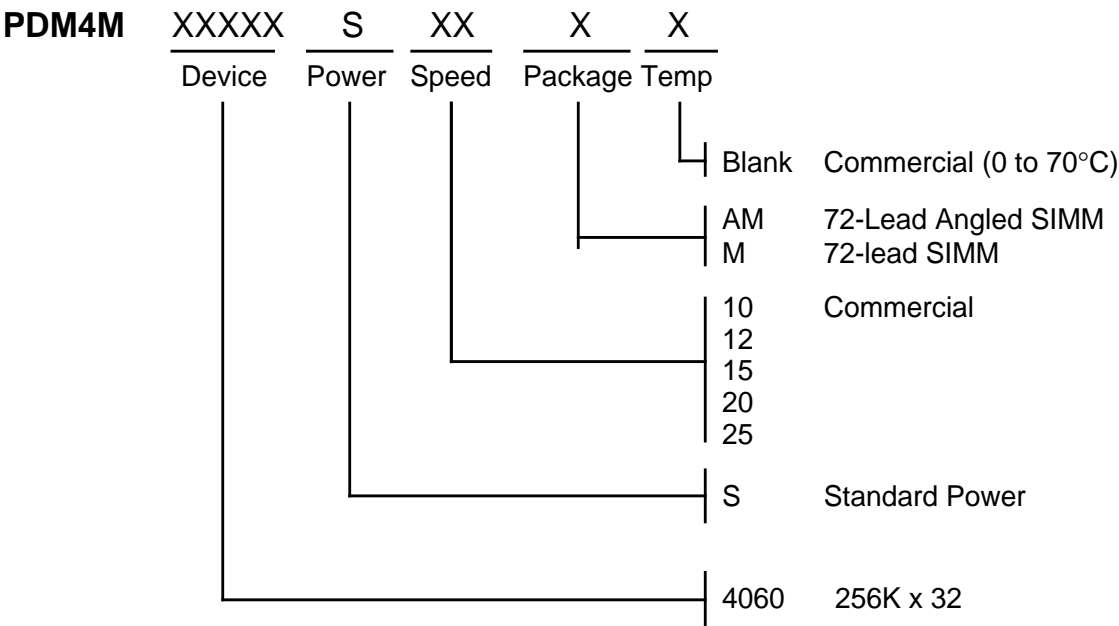 PDM4M XXXXX S XX X X
Device Power Speed Package Temp
Blank Commercial (0 to 70°C)
AM 72-Lead Angled SIMM
M 72-lead SIMM
10 Commercial
12
15
20
25
S Standard Power
4060 256K x 32